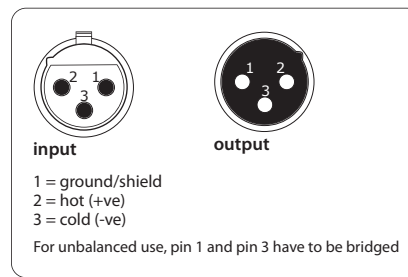 2 1
3
1 2
3
input
output
1 = ground/shield
2 = hot (+ve)
3 = cold (-ve)
For unbalanced use, pin 1 and pin 3 have to be bridged